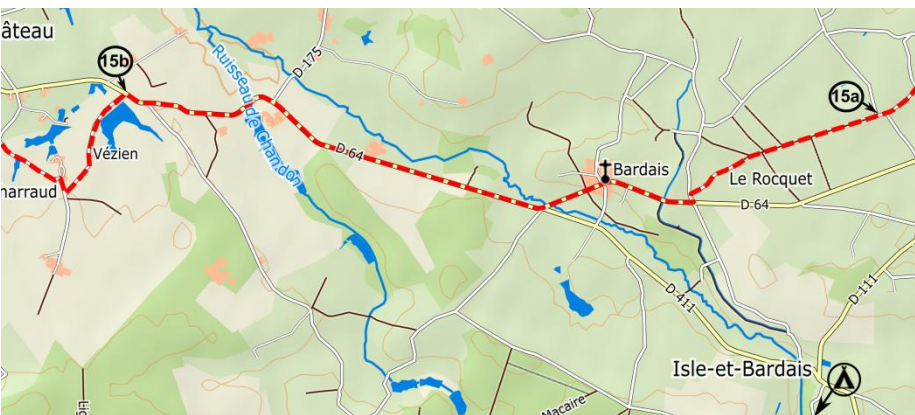 âteau
15b
Ruisseau de Chandon
D 175
15a
Vézien
D 64
Bardais
Le Rocquet
harraud
D 64
D 411
D 111
Isle-et-Bardais
Macaire